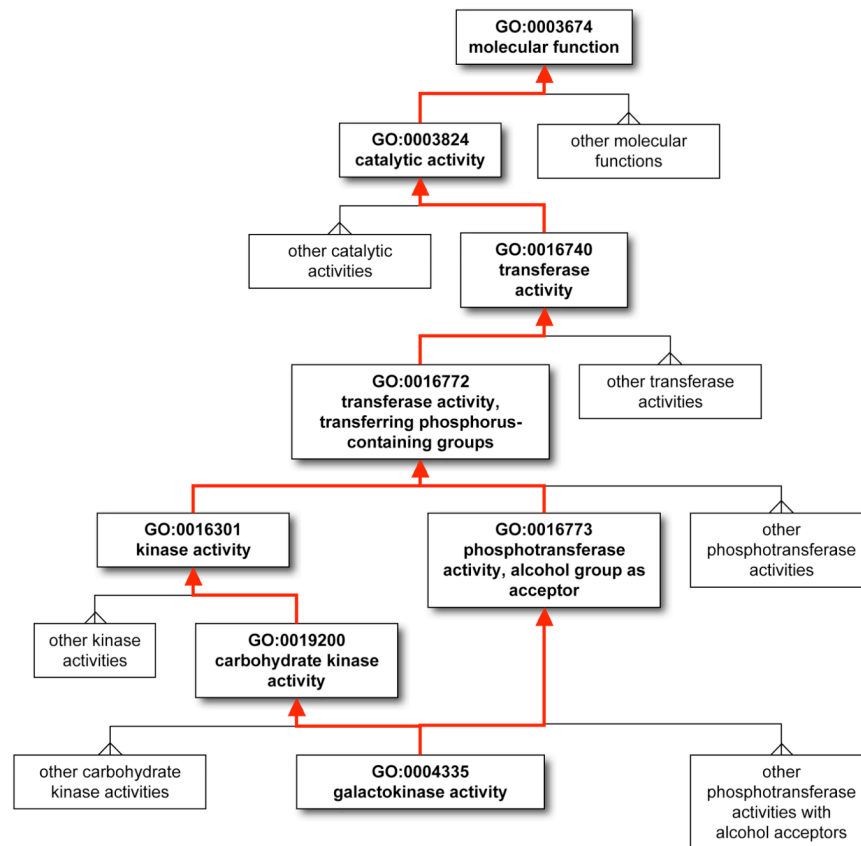 GO:0003674
molecular function
GO:0003824
catalytic activity
other molecular
functions
other catalytic
activities
GO:0016740
transferase
activity
GO:0016772
transferase activity,
transferring phosphorus-
containing groups
other transferase
activities
GO:0016301
kinase activity
GO:0016773
phosphotransferase
activity, alcohol group as
acceptor
other
phosphotransferase
activities
other kinase
activities
GO:0019200
carbohydrate kinase
activity
other carbohydrate
kinase activities
GO:0004335
galactokinase activity
other
phosphotransferase
activities with
alcohol acceptors